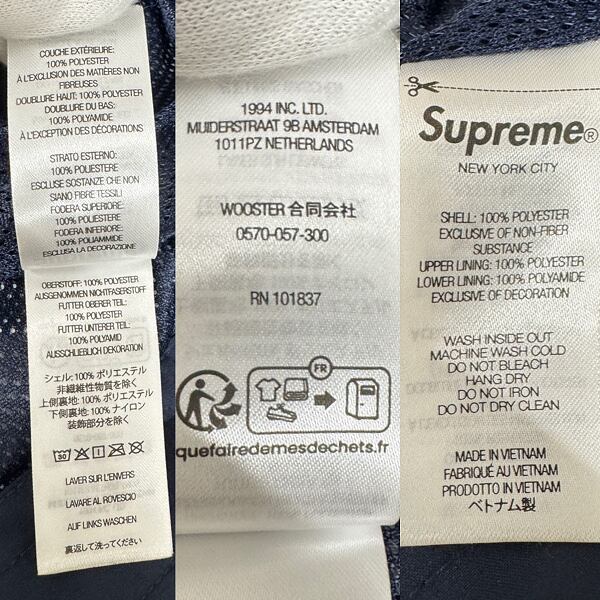 COUCHE EXTÉRIEURE:
100% POLYESTER
À L'EXCLUSION DES MATIÈRES NON
FIBREUSES
DOUBLURE HAUT: 100% POLYESTER
DOUBLURE DU BAS:
100% POLYAMIDE
À L'EXCEPTION DES DÉCORATIONS
STRATO ESTERNO:
100% POLIESTERE
ESCLUSE SOSTANZE CHE NON
SIANO FIBRE TESSILI
FODERA SUPERIORE:
100% POLIESTERE
FODERA INFERIORE:
100% POLIAMMIDE
ESCLUSA LA DECORAZIONE
OBERSTOFF: 100% POLYESTER
AUSGENOMMEN NICHTFASERSTOFF
FUTTER OBERER TEIL:
100% POLYESTER
FUTTER UNTERER TEIL:
100% POLYAMID
AUSSCHLIEBLICH DEKORATION
シェル: 100% ポリエステル
非繊維性物質を除く
上側裏地: 100% ポリエステル
下側裏地: 100% ナイロン
装飾部分を除く
30
LAVER SUR L'ENVERS
LAVARE AL ROVESCIO
AUF LINKS WASCHEN
裏返して洗ってください
1994 INC. LTD.
MUIDERSTRAAT 9B AMSTERDAM
1011PZ NETHERLANDS
WOOSTER 合同会社
0570-057-300
RN 101837
FR
quefairedemesdechets.fr
Supreme®
NEW YORK CITY
SHELL: 100% POLYESTER
EXCLUSIVE OF NON-FIBER
SUBSTANCE
UPPER LINING: 100% POLYESTER
LOWER LINING: 100% POLYAMIDE
EXCLUSIVE OF DECORATION
WASH INSIDE OUT
MACHINE WASH COLD
DO NOT BLEACH
HANG DRY
DO NOT IRON
DO NOT DRY CLEAN
MADE IN VIETNAM
FABRIQUÉ AU VIETNAM
PRODOTTO IN VIETNAM
ベトナム製